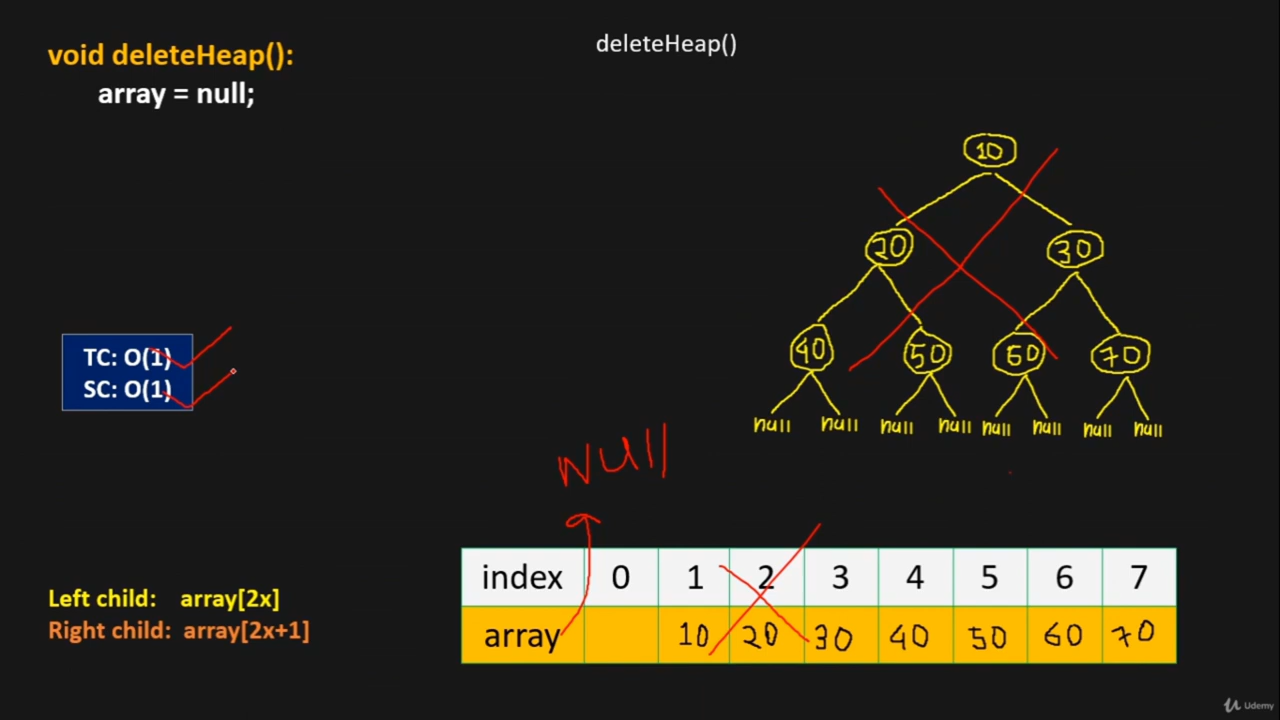 void deleteHeap():
array = null;
deleteHeap()
10
20 30
40 50 60 70
null null null null null null null null
TC: O(1)
SC: O(1)
NULL
index 0 1 2 3 4 5 6 7
array 10 20 30 40 50 60 70
Left child: array[2x]
Right child: array[2x+1]
Udemy